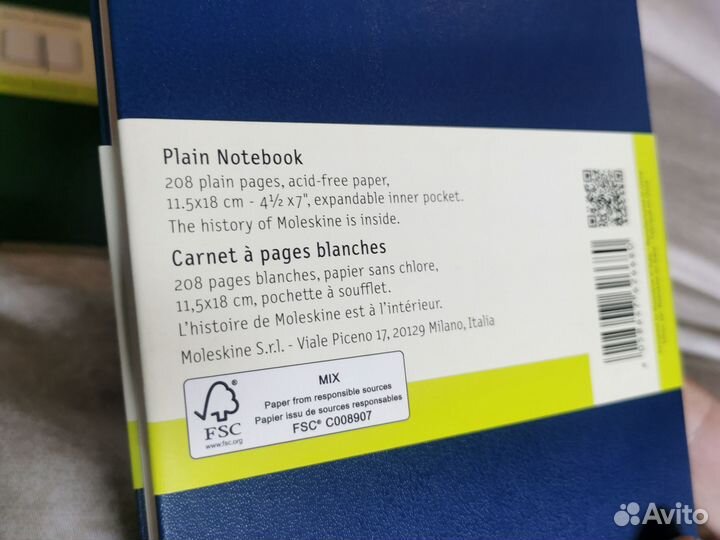 Plain Notebook
208 plain pages, acid-free paper,
11.5x18 cm - 4½ x7", expandable inner pocket.
The history of Moleskine is inside.
Carnet à pages blanches
208 pages blanches, papier sans chlore,
11,5x18 cm, pochette à soufflet.
L'histoire de Moleskine est à l'intérieur.
Moleskine S.r.l. - Viale Piceno 17, 20129 Milano, Italia
MIX
Paper from responsible sources
Papier issu de sources responsables
FSC® C008907
FSC
www.fsc.org
Avito